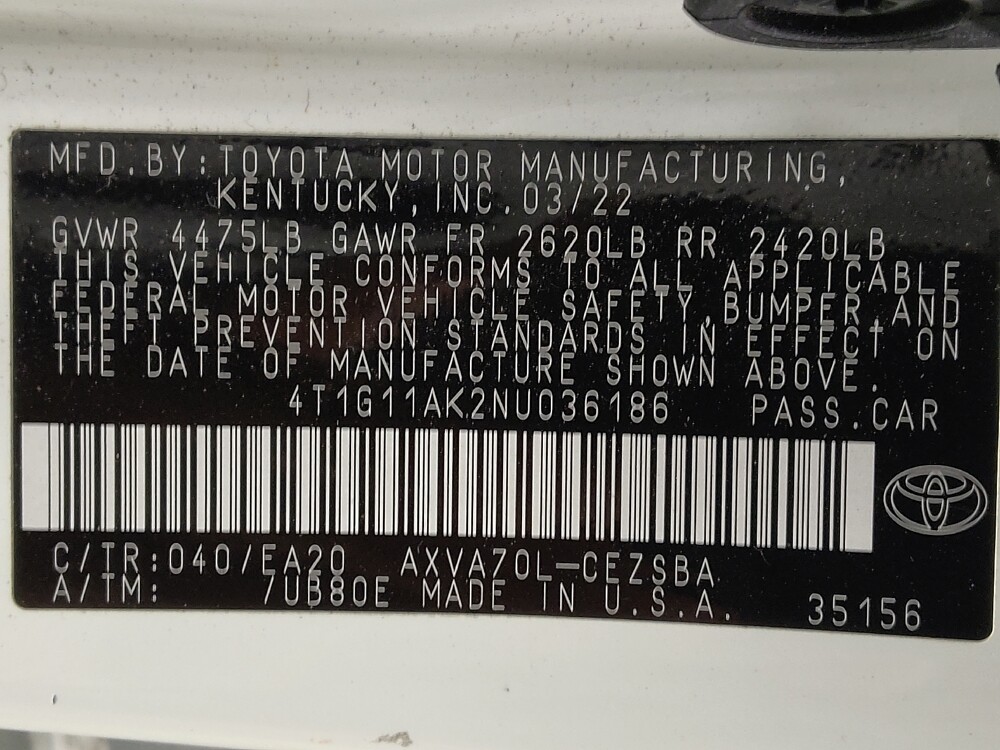 MFD.BY:TOYOTA MOTOR MANUFACTURING,
KENTUCKY,INC.03/22
GVWR 4475LB GAWR FR 2620LB RR 2420LB
THIS VEHICLE CONFORMS TO ALL APPLICABLE
FEDERAL MOTOR VEHICLE SAFETY,BUMPER,AND
THEFT PREVENTION STANDARDS IN EFFECT ON
THE DATE OF MANUFACTURE SHOWN ABOVE.
4T1G11AK2NU036186 PASS.CAR
C/TR:040/EA20 AXVA70L-CEZSBA
A/TM: /UB80E MADE IN U.S.A. 35156